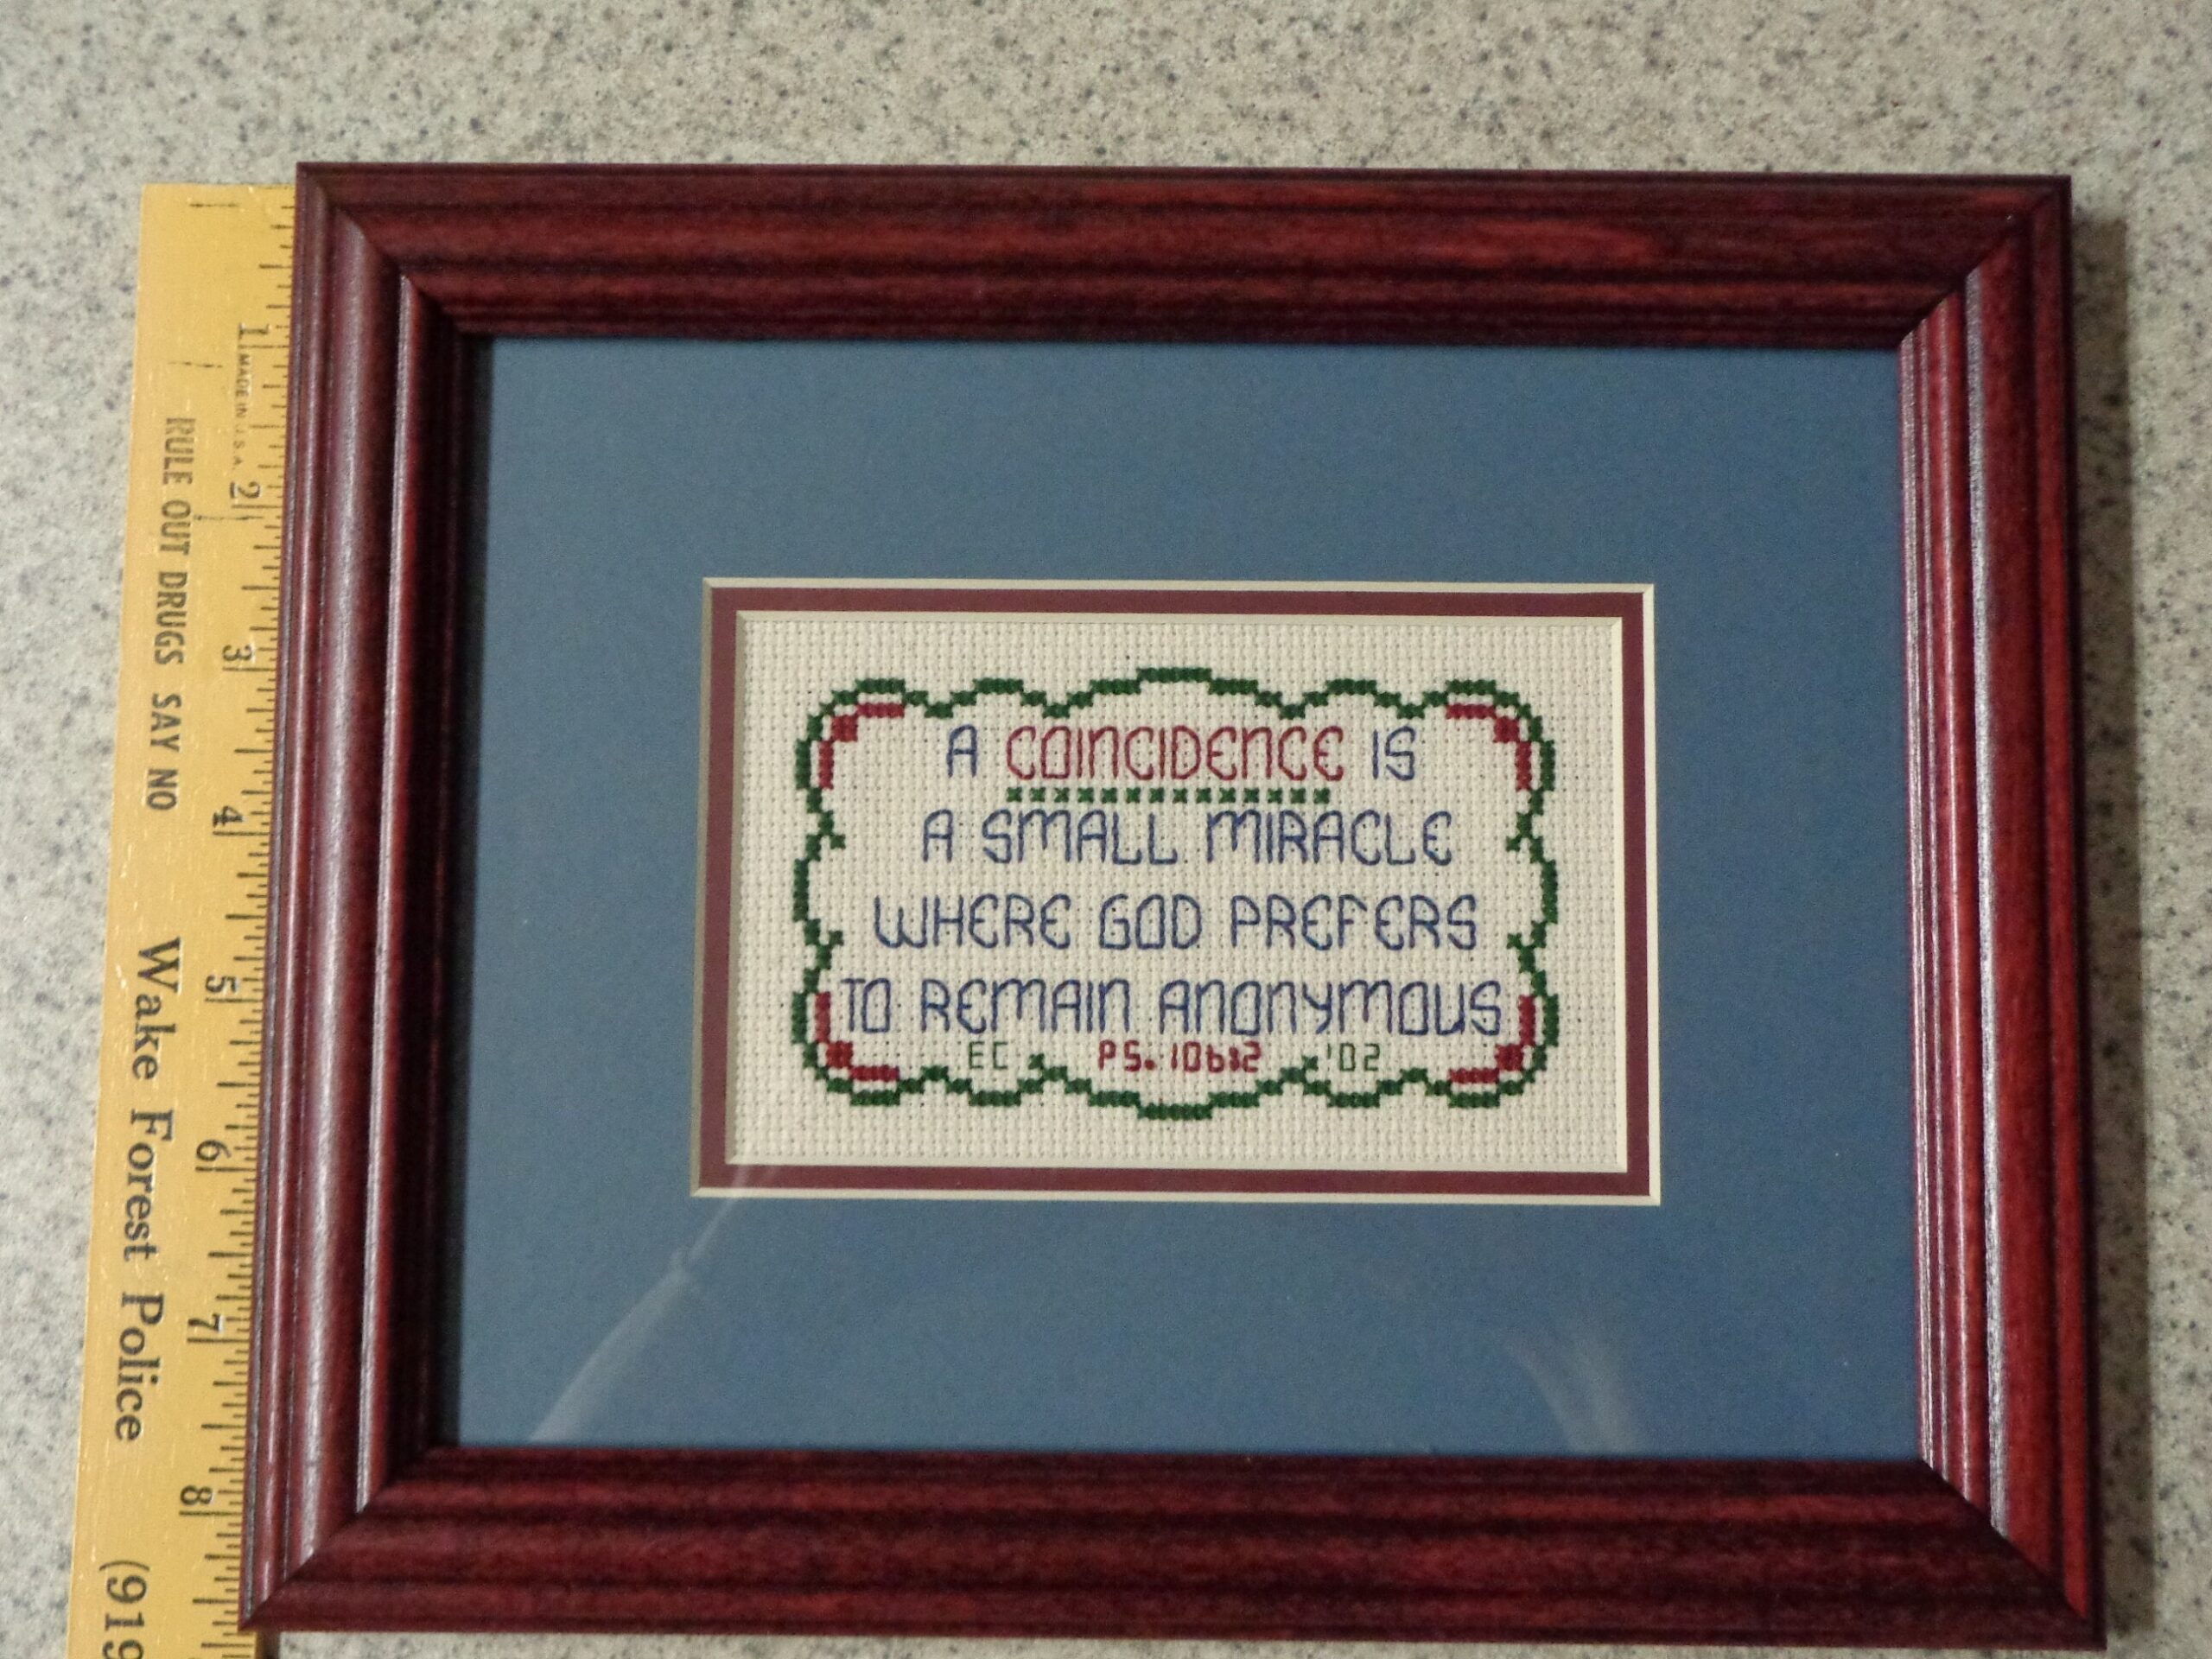 A COINCIDENCE IS
A SMALL MIRACLE
WHERE GOD PREFERS
TO REMAIN ANONYMOUS
EC PS. 106:2 '02
1 2 3 4 5 6 7 8
MADE IN U.S.A.
RULE OUT DRUGS SAY NO
Wake Forest Police (919